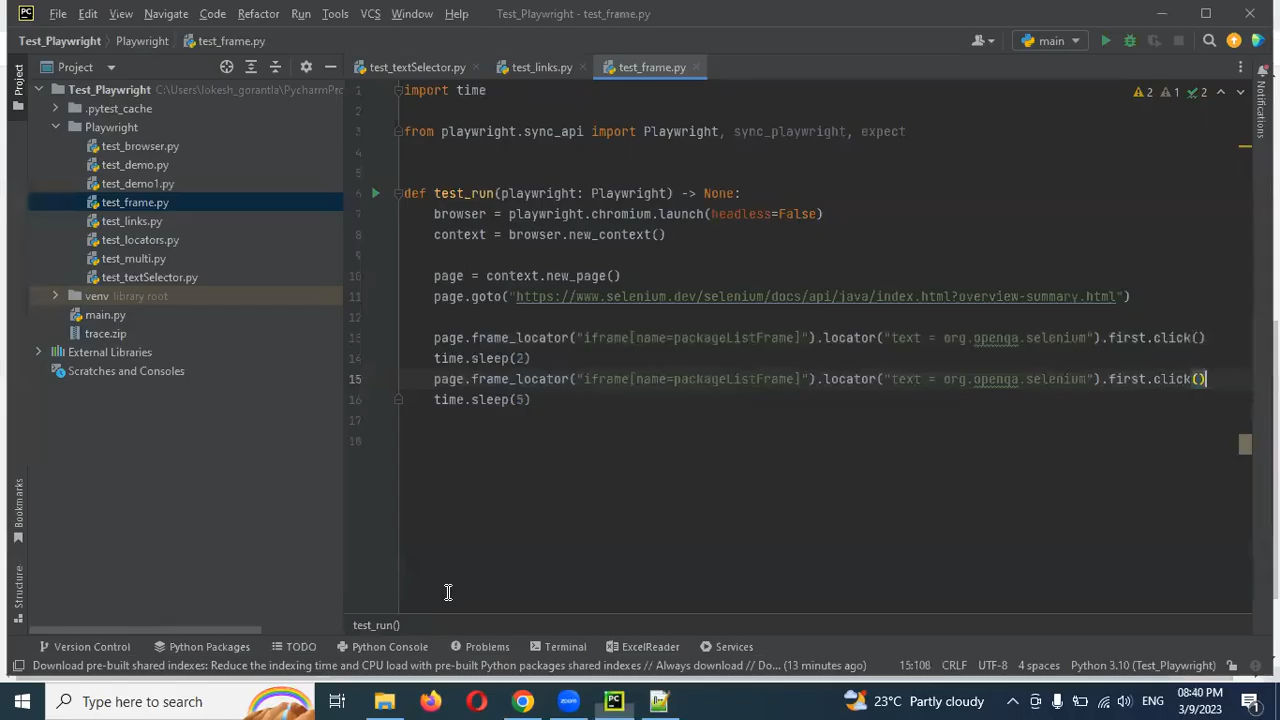 File Edit View Navigate Code Refactor Run Tools VCS Window Help Test_Playwright - test_frame.py
Test_Playwright Playwright test_frame.py main
Project test_textSelector.py test_links.py test_frame.py
Project
Notifications
Bookmarks
Structure
Test_Playwright C:\Users\lokesh_gorantla\PycharmPro
.pytest_cache
Playwright
test_browser.py
test_demo.py
test_demo1.py
test_frame.py
test_links.py
test_locators.py
test_multi.py
test_textSelector.py
venv library root
main.py
trace.zip
External Libraries
Scratches and Consoles
2 1 2
1 import time
2
3 from playwright.sync_api import Playwright, sync_playwright, expect
4
5
6 def test_run(playwright: Playwright) -> None:
7 browser = playwright.chromium.launch(headless=False)
8 context = browser.new_context()
9
10 page = context.new_page()
11 page.goto("https://www.selenium.dev/selenium/docs/api/java/index.html?overview-summary.html")
12
13 page.frame_locator("iframe[name=packageListFrame]").locator("text = org.openqa.selenium").first.click()
14 time.sleep(2)
15 page.frame_locator("iframe[name=packageListFrame]").locator("text = org.openqa.selenium").first.click()
16 time.sleep(5)
17
18
test_run()
Version Control Python Packages TODO Python Console Problems Terminal ExcelReader Services
Download pre-built shared indexes: Reduce the indexing time and CPU load with pre-built Python packages shared indexes // Always download // Do... (13 minutes ago) 15:108 CRLF UTF-8 4 spaces Python 3.10 (Test_Playwright)
Type here to search 23°C Partly cloudy ENG 08:40 PM
3/9/2023 1